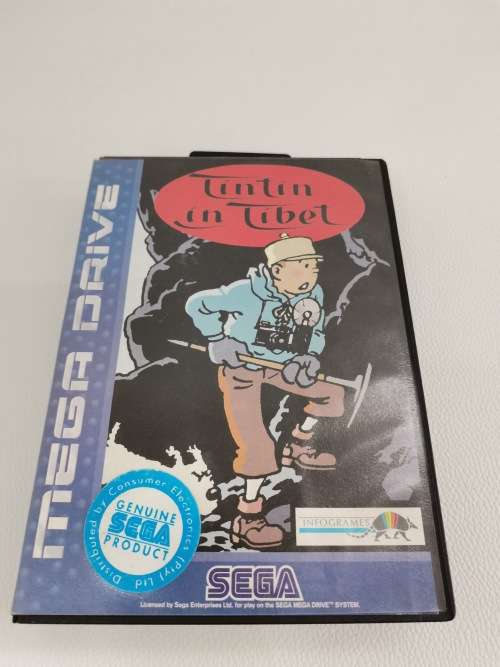 Tintin
in Tibet
MEGA DRIVE
Distributed by Consumer Electronics (Pty) Ltd
GENUINE
SEGA
PRODUCT
INFOGRAMES
SEGA
Licensed by Sega Enterprises Ltd. for play on the SEGA MEGA DRIVE™ SYSTEM.